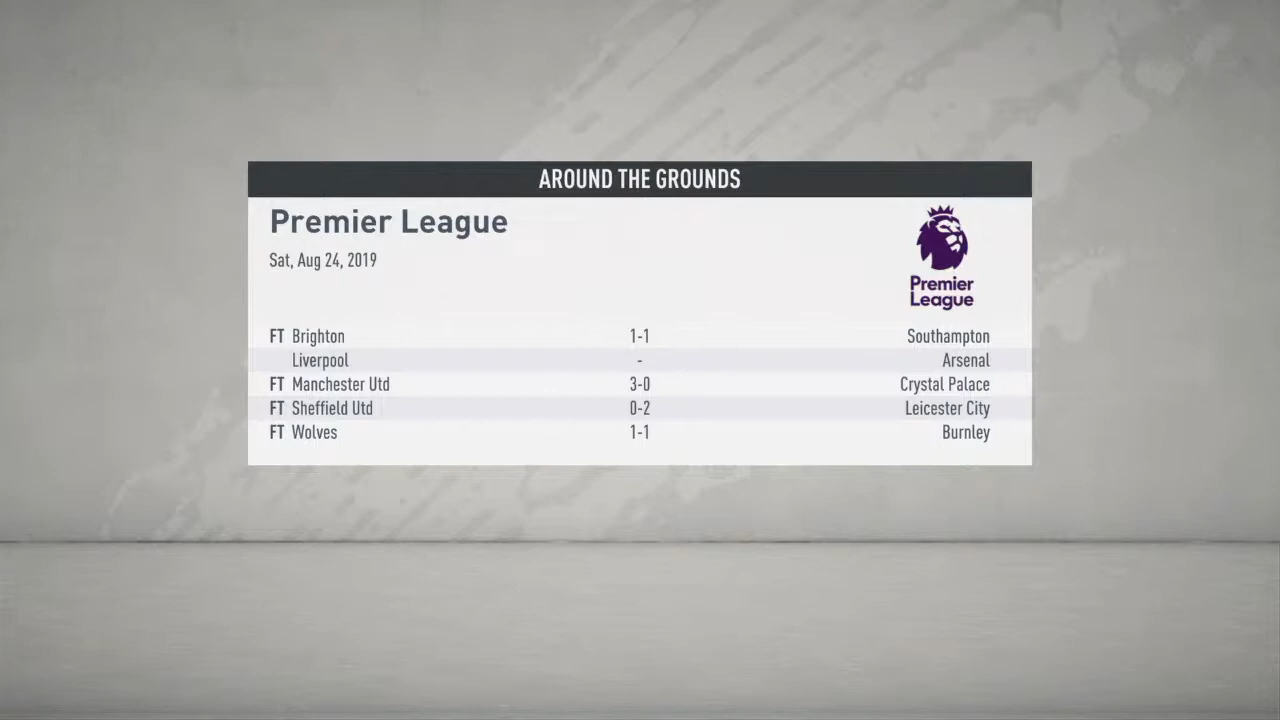 AROUND THE GROUNDS
Premier League
Sat, Aug 24, 2019
Premier
League
FT Brighton 1-1 Southampton
Liverpool - Arsenal
FT Manchester Utd 3-0 Crystal Palace
FT Sheffield Utd 0-2 Leicester City
FT Wolves 1-1 Burnley